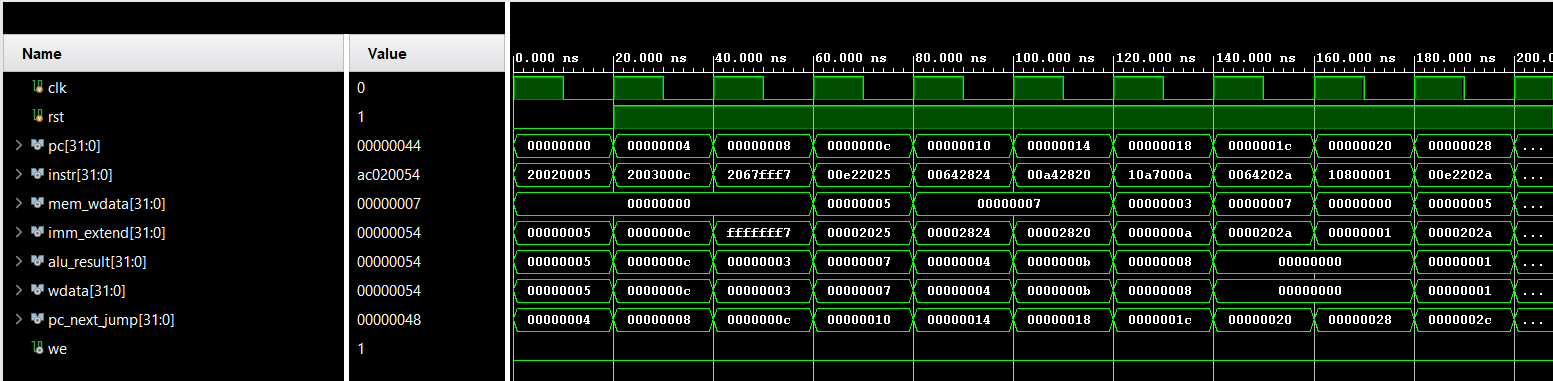 Name Value
0.000 ns 20.000 ns 40.000 ns 60.000 ns 80.000 ns 100.000 ns 120.000 ns 140.000 ns 160.000 ns 180.000 ns 200.0
clk 0
rst 1
pc[31:0] 00000044 00000000 00000004 00000008 0000000c 00000010 00000014 00000018 0000001c 00000020 00000028 ...
instr[31:0] ac020054 20020005 2003000c 2067fff7 00e22025 00642824 00a42820 10a7000a 0064202a 10800001 00e2202a ...
mem_wdata[31:0] 00000007 00000000 00000005 00000007 00000003 00000007 00000000 00000005 ...
imm_extend[31:0] 00000054 00000005 0000000c fffffff7 00002025 00002824 00002820 0000000a 0000202a 00000001 0000202a ...
alu_result[31:0] 00000054 00000005 0000000c 00000003 00000007 00000004 0000000b 00000008 00000000 00000001 ...
wdata[31:0] 00000054 00000005 0000000c 00000003 00000007 00000004 0000000b 00000008 00000000 00000001 ...
pc_next_jump[31:0] 00000048 00000004 00000008 0000000c 00000010 00000014 00000018 0000001c 00000020 00000028 0000002c ...
we 1